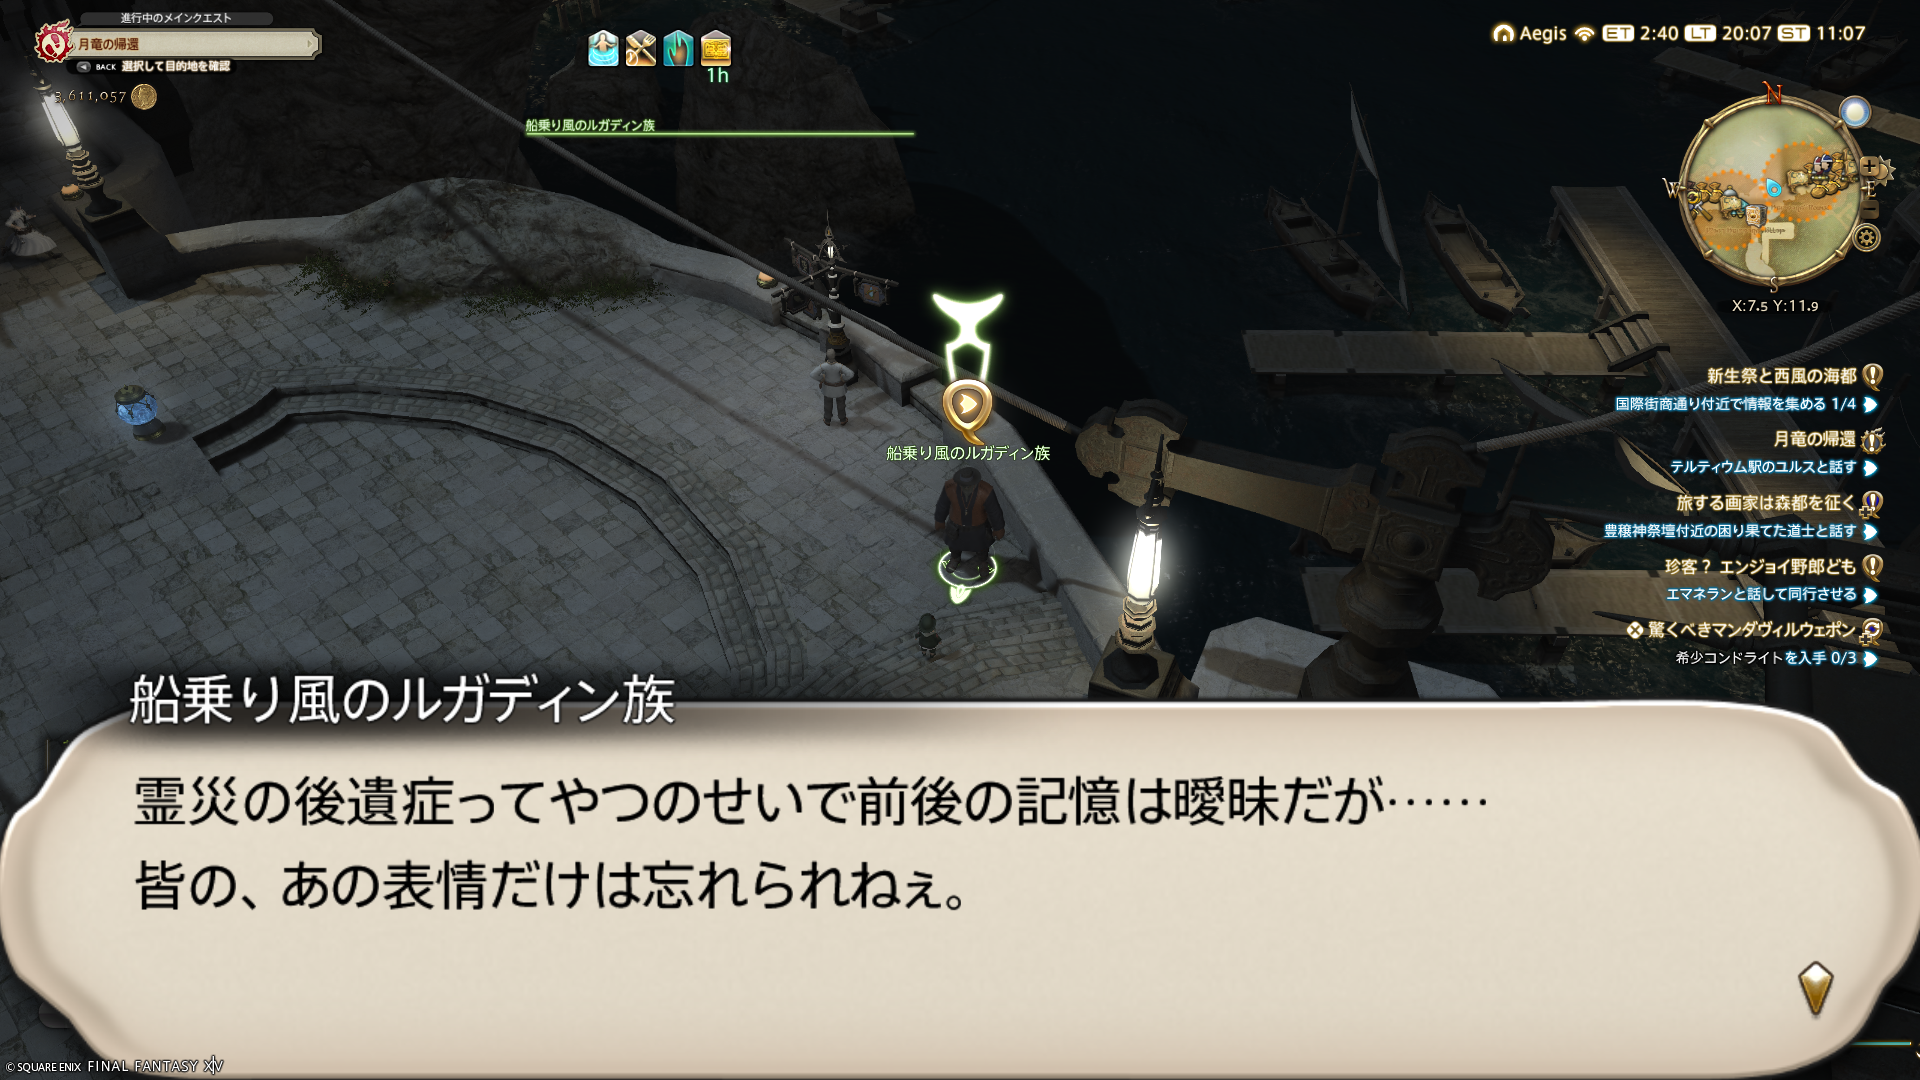 進行中のメインクエスト
月竜の帰還
BACK 選択して目的地を確認
3,611,057
1h
船乗り風のルガディン族
Aegis ET 2:40 LT 20:07 ST 11:07
N
W
E
S
X:7.5 Y:11.9
新生祭と西風の海都
国際街商通り付近で情報を集める 1/4
月竜の帰還
テルティウム駅のユルスと話す
旅する画家は森都を征く
豊穣神祭壇付近の困り果てた道士と話す
珍客？ エンジョイ野郎ども
エマネランと話して同行させる
驚くべきマンダヴィルウェポン
希少コンドライトを入手 0/3
船乗り風のルガディン族
船乗り風のルガディン族
霊災の後遺症ってやつのせいで前後の記憶は曖昧だが……
皆の、あの表情だけは忘れられねぇ。
© SQUARE ENIX FINAL FANTASY XIV